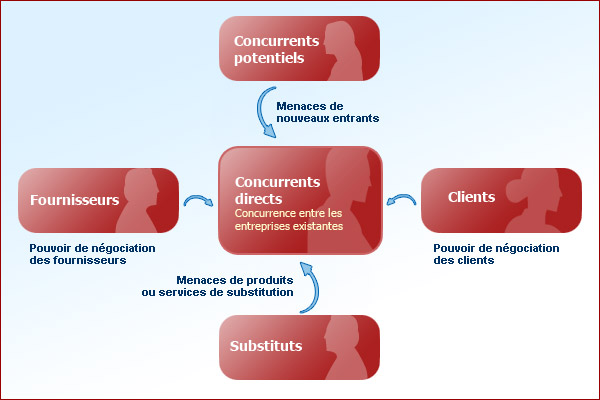 Concurrents
potentiels
Menaces de
nouveaux entrants
Fournisseurs
Pouvoir de négociation
des fournisseurs
Concurrents
directs
Concurrence entre les
entreprises existantes
Clients
Pouvoir de négociation
des clients
Menaces de produits
ou services de substitution
Substituts